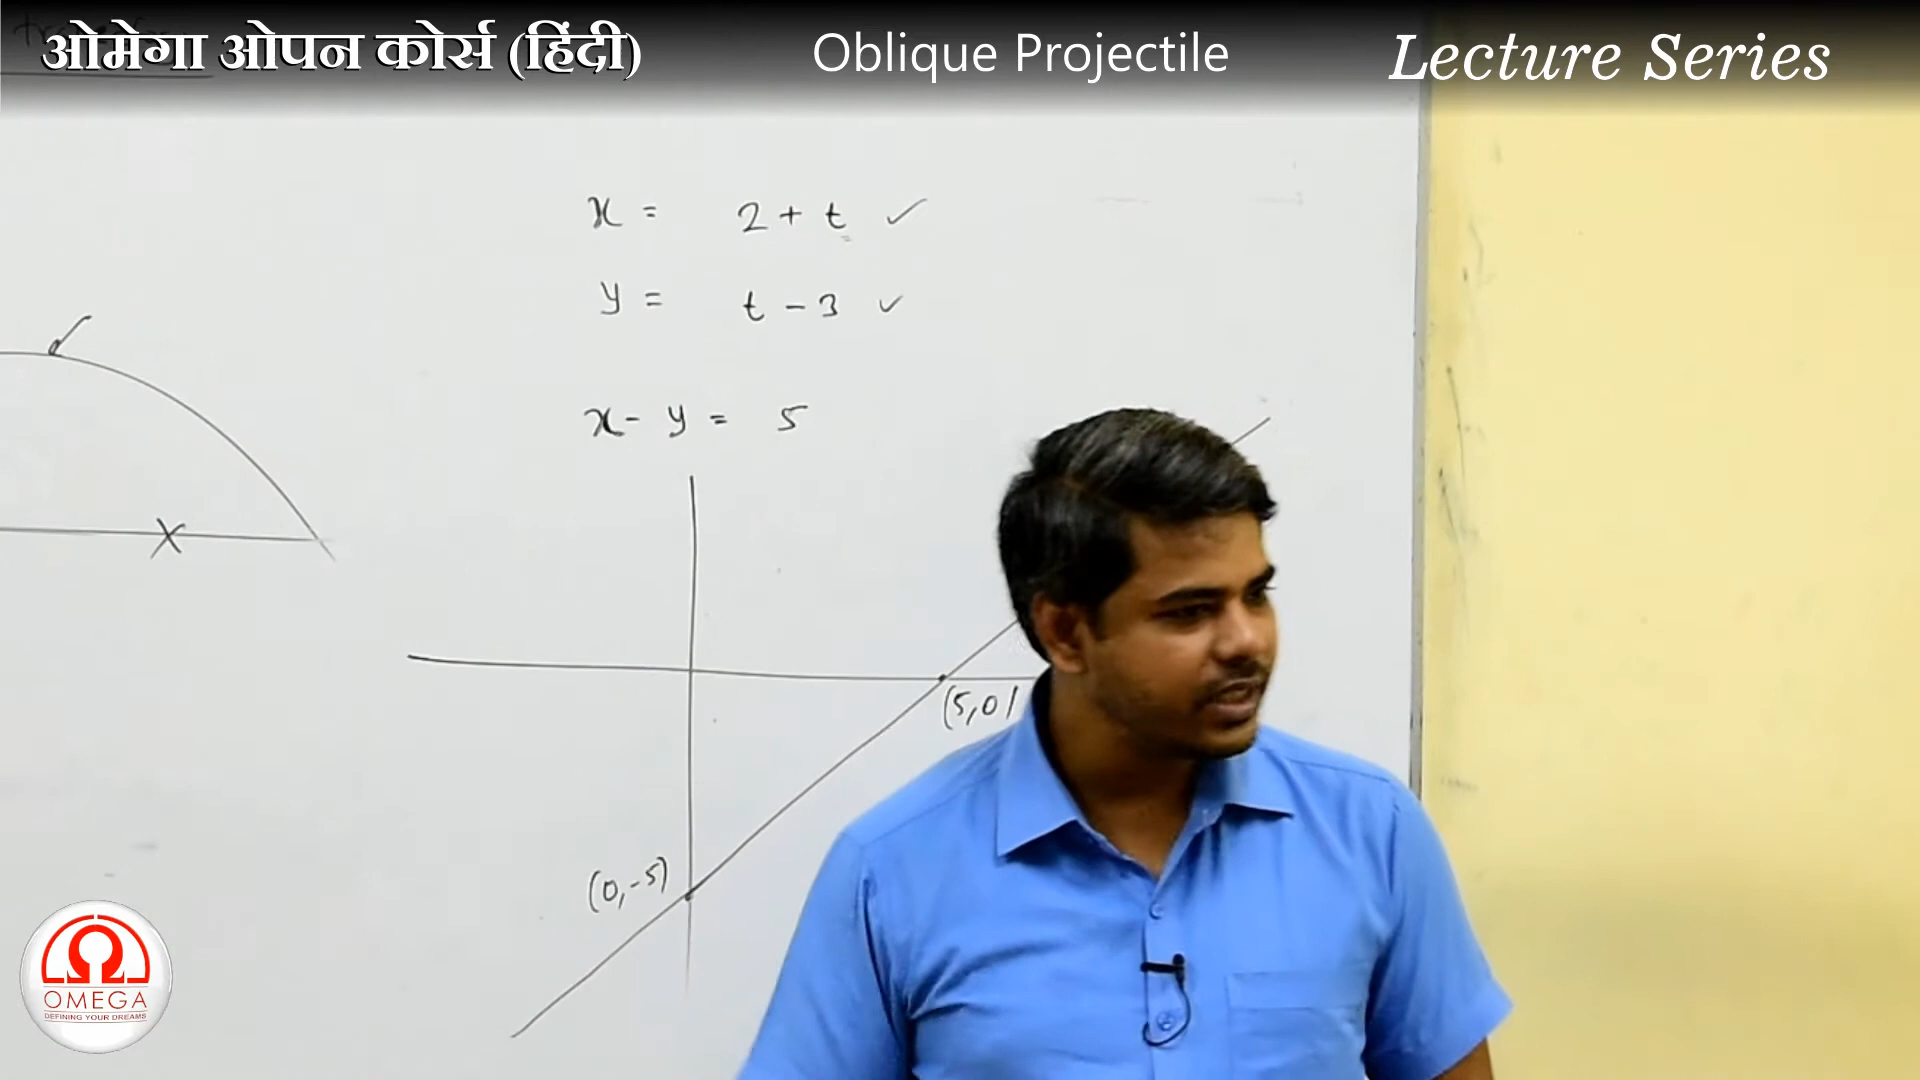 ओमेगा ओपन कोर्स (हिंदी)
Oblique Projectile
Lecture Series
x = 2 + t ✓
y = t - 3 ✓
x - y = 5
(5,0)
(0,-5)
OMEGA
DEFINING YOUR DREAMS